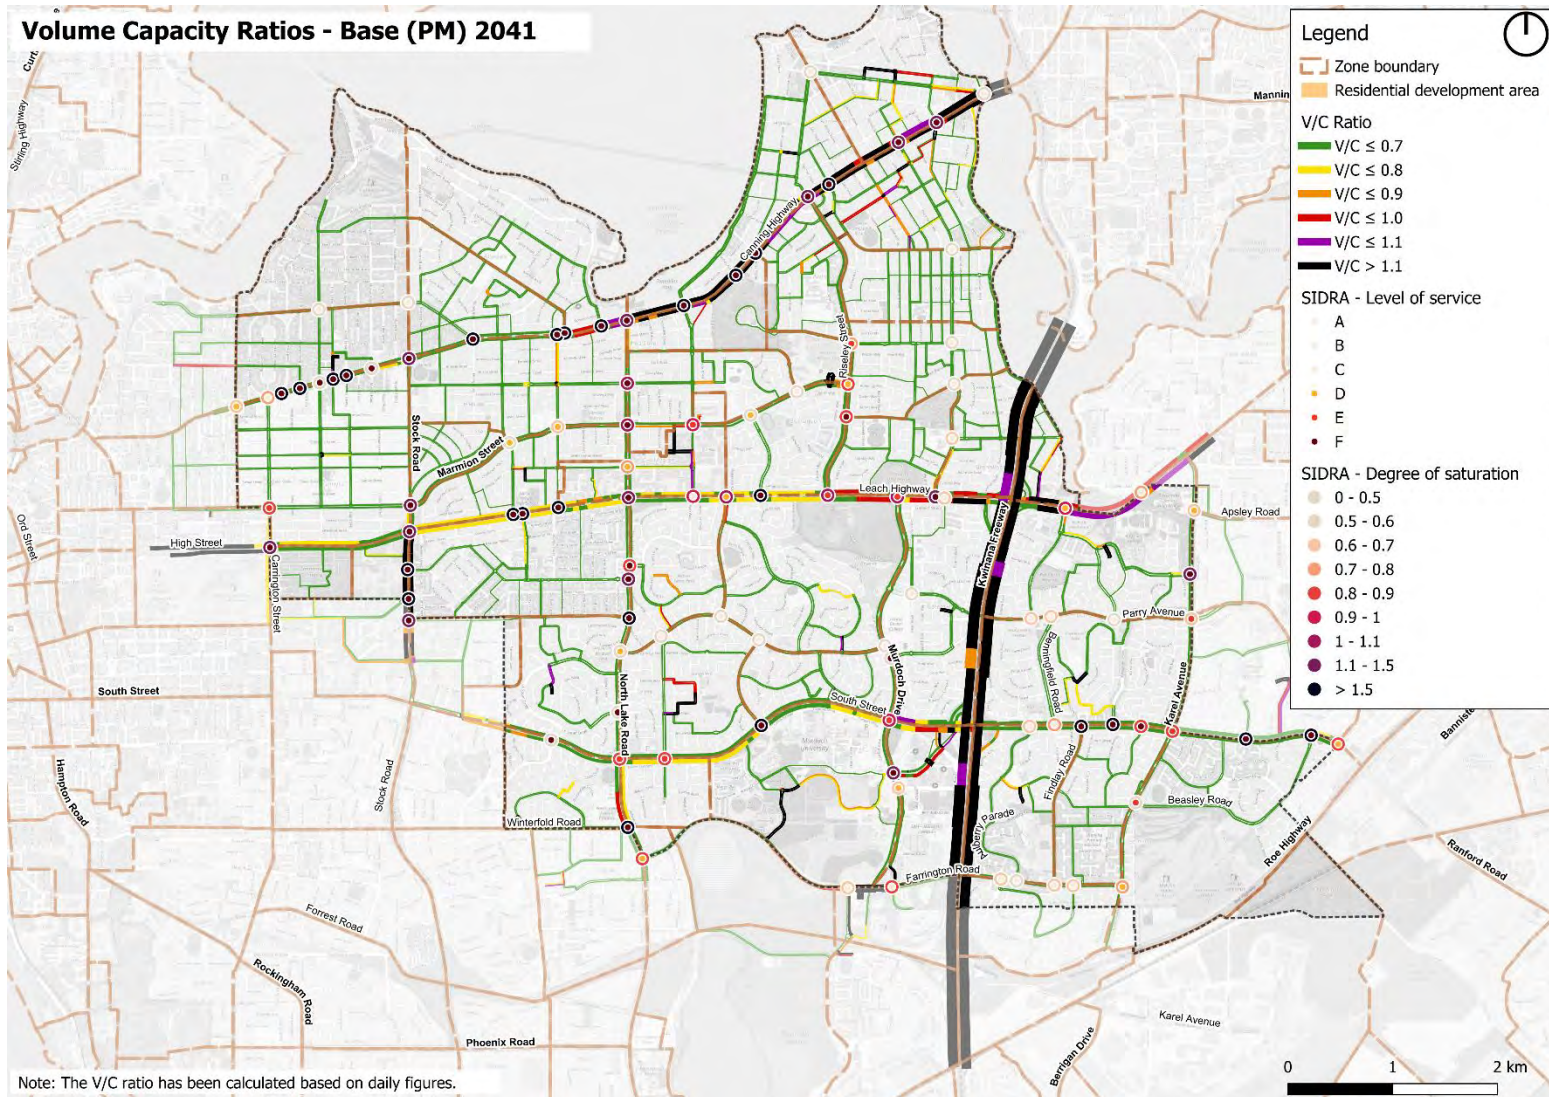 Volume Capacity Ratios - Base (PM) 2041
Legend
Zone boundary
Residential development area
V/C Ratio
V/C ≤ 0.7
V/C ≤ 0.8
V/C ≤ 0.9
V/C ≤ 1.0
V/C ≤ 1.1
V/C > 1.1
SIDRA - Level of service
A
B
C
D
E
F
SIDRA - Degree of saturation
0 - 0.5
0.5 - 0.6
0.6 - 0.7
0.7 - 0.8
0.8 - 0.9
0.9 - 1
1 - 1.1
1.1 - 1.5
> 1.5
Stirling Highway
Canning Highway
Riseley Street
Stock Road
Marmion Street
Leach Highway
Kwinana Freeway
Apsley Road
High Street
Ord Street
Carrington Street
Parry Avenue
Benningfield Road
Murdoch Drive
South Street
South Street
North Lake Road
Karel Avenue
Findlay Road
Hampton Road
Stock Road
Winterfold Road
Beasley Road
Parade
Roe Highway
Ranford Road
Farrington Road
Forrest Road
Rockingham Road
Phoenix Road
Karel Avenue
Berrigan Drive
0 1 2 km
Note: The V/C ratio has been calculated based on daily figures.